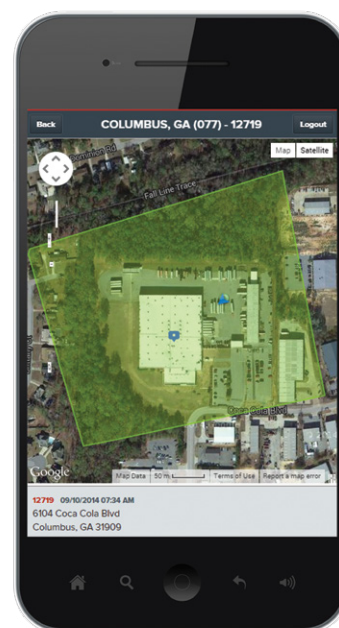 Back COLUMBUS, GA (077) - 12719 Logout
Dominion Rd
Map Satellite
Fall Line Trace
Coca Cola Blvd
Google
Map Data 50 m Terms of Use Report a map error
12719 09/10/2014 07:34 AM
6104 Coca Cola Blvd
Columbus, GA 31909